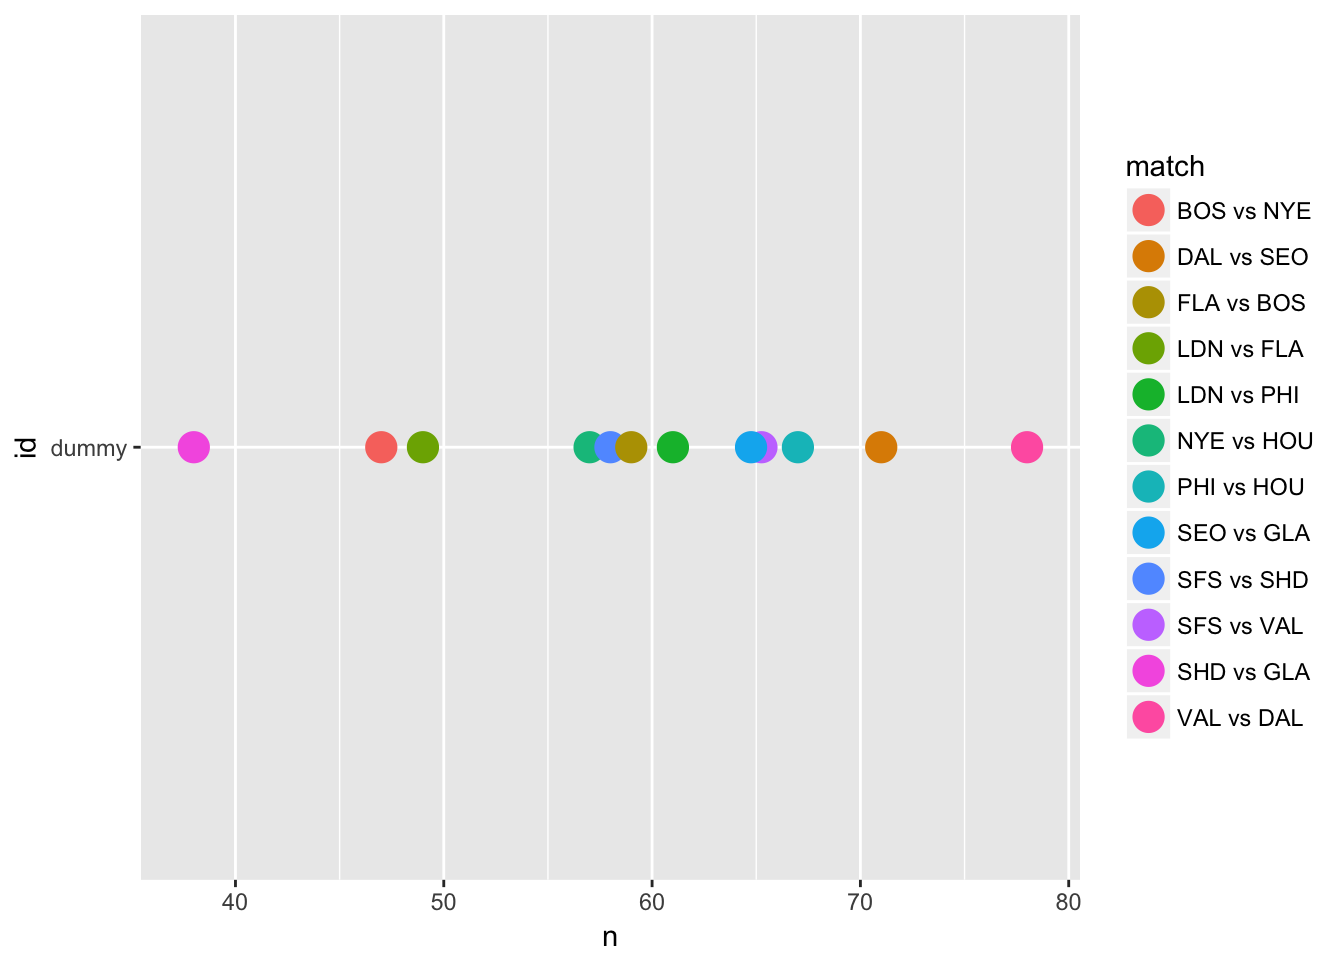 id
dummy
40 50 60 70 80
n
match
BOS vs NYE
DAL vs SEO
FLA vs BOS
LDN vs FLA
LDN vs PHI
NYE vs HOU
PHI vs HOU
SEO vs GLA
SFS vs SHD
SFS vs VAL
SHD vs GLA
VAL vs DAL